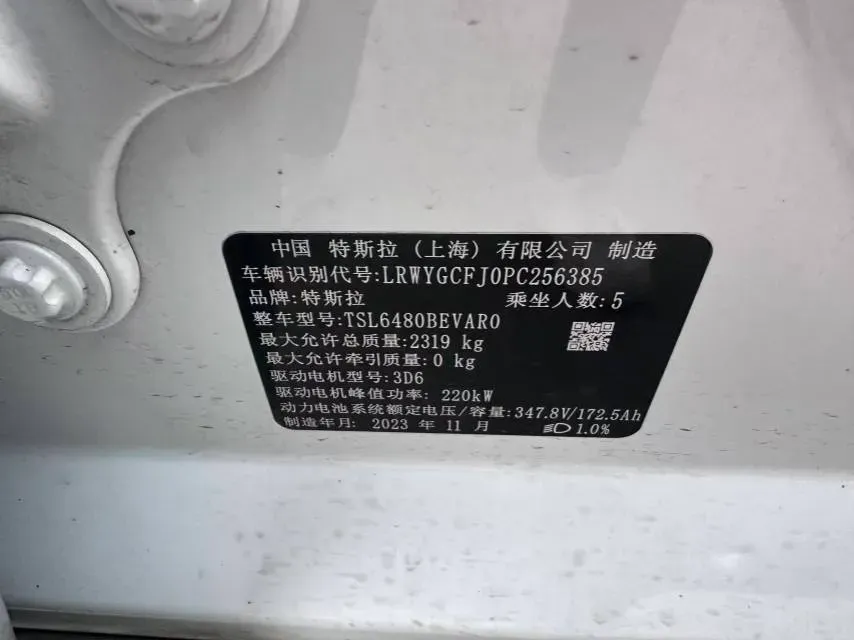 中国 特斯拉(上海)有限公司 制造
车辆识别代号:LRWYGCFJ0PC256385
品牌:特斯拉 乘坐人数:5
整车型号:TSL6480BEVAR0
最大允许总质量:2319 kg
最大允许牵引质量:0 kg
驱动电机型号:3D6
驱动电机峰值功率: 220kW
动力电池系统额定电压/容量:347.8V/172.5Ah
制造年月: 2023 年 11 月 1.0%